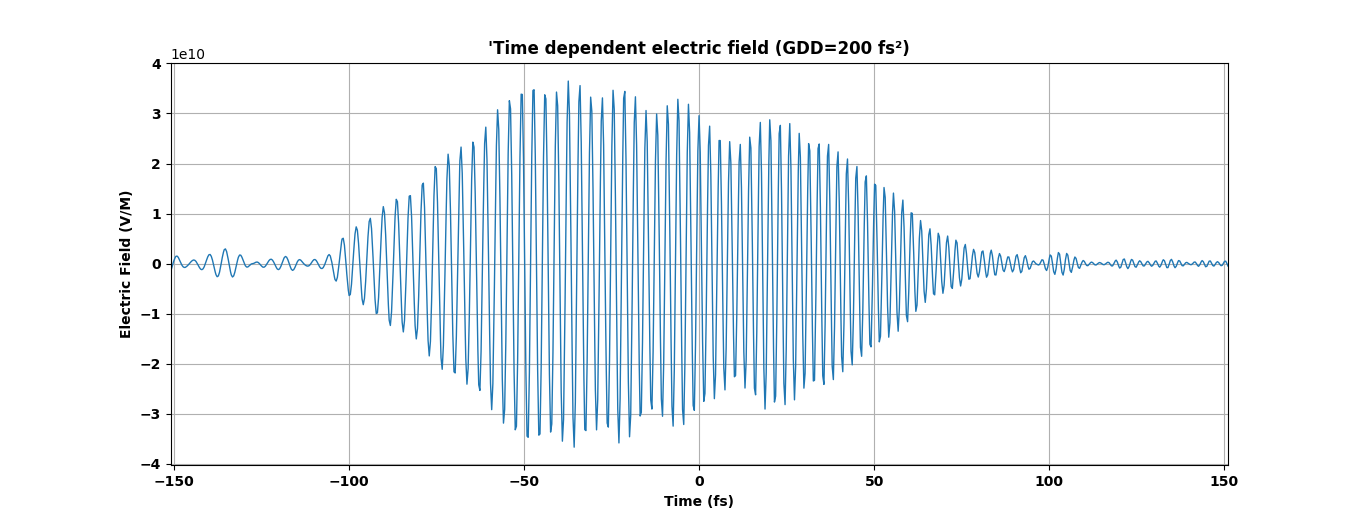 'Time dependent electric field (GDD=200 fs²)
1e10
4
3
2
1
0
−1
−2
−3
−4
Electric Field (V/M)
−150 −100 −50 0 50 100 150
Time (fs)